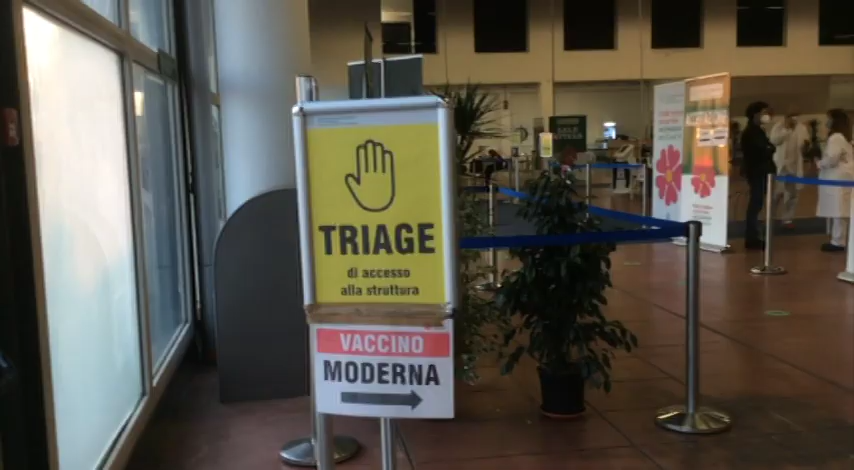 TRIAGE
di accesso
alla struttura
VACCINO
MODERNA